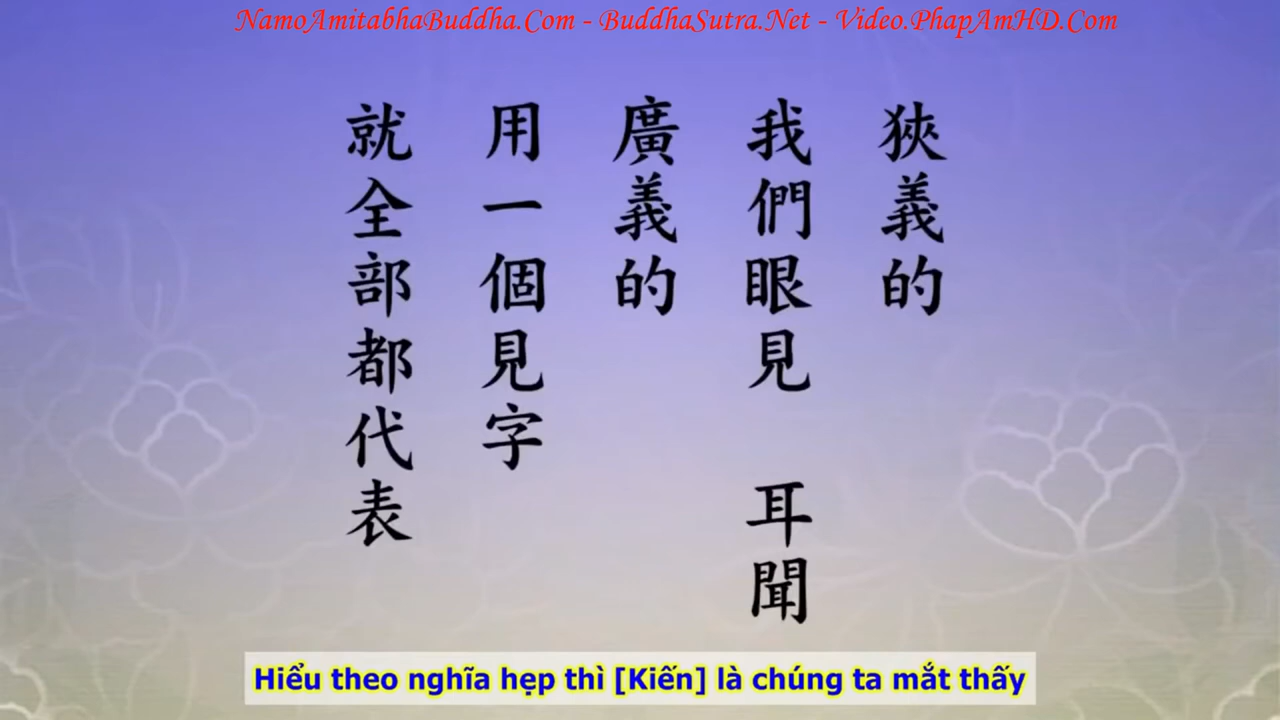 NamoAmitabhaBuddha.Com - BuddhaSutra.Net - Video.PhapAmHD.Com
狹義的
我們眼見 耳聞
廣義的
用一個見字
就全部都代表
Hiểu theo nghĩa hẹp thì [Kiến] là chúng ta mắt thấy